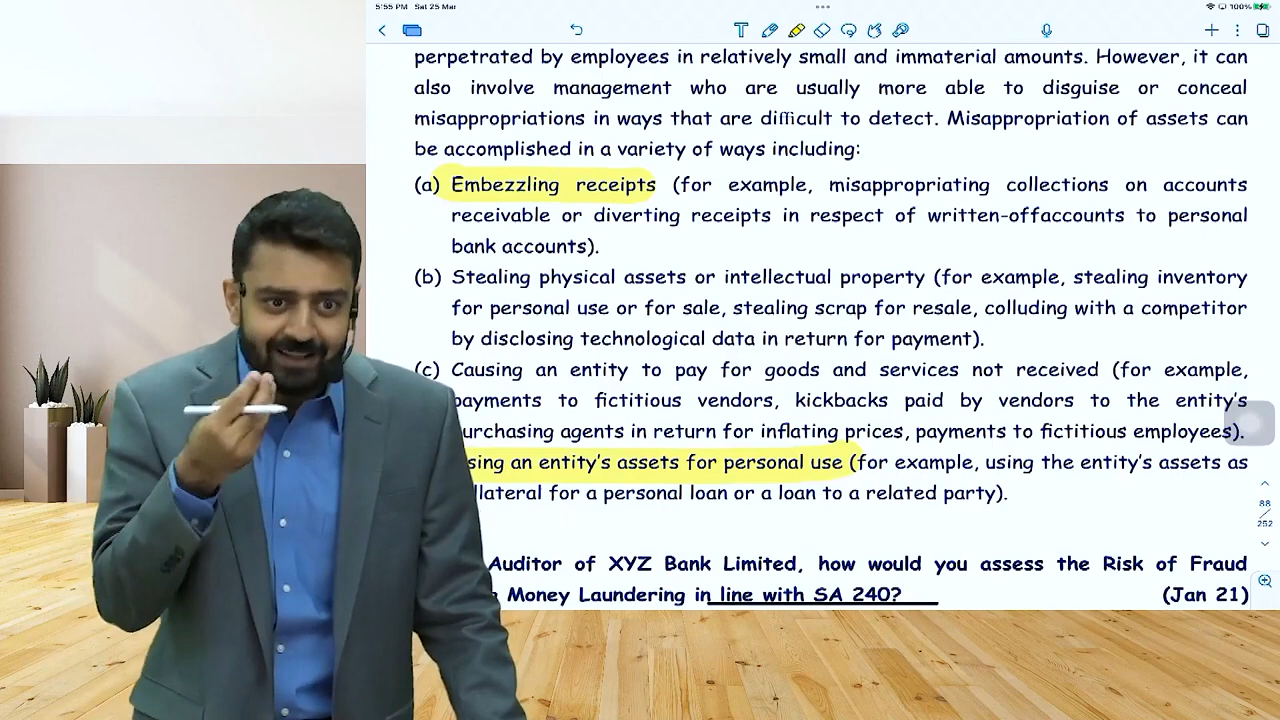 5:55 PM Sat 25 Mar
100%
T
perpetrated by employees in relatively small and immaterial amounts. However, it can
also involve management who are usually more able to disguise or conceal
misappropriations in ways that are difficult to detect. Misappropriation of assets can
be accomplished in a variety of ways including:
(a) Embezzling receipts (for example, misappropriating collections on accounts
receivable or diverting receipts in respect of written-offaccounts to personal
bank accounts).
(b) Stealing physical assets or intellectual property (for example, stealing inventory
for personal use or for sale, stealing scrap for resale, colluding with a competitor
by disclosing technological data in return for payment).
(c) Causing an entity to pay for goods and services not received (for example,
payments to fictitious vendors, kickbacks paid by vendors to the entity's
urchasing agents in return for inflating prices, payments to fictitious employees).
sing an entity's assets for personal use (for example, using the entity's assets as
llateral for a personal loan or a loan to a related party).
88
252
Auditor of XYZ Bank Limited, how would you assess the Risk of Fraud
Money Laundering in line with SA 240? (Jan 21)